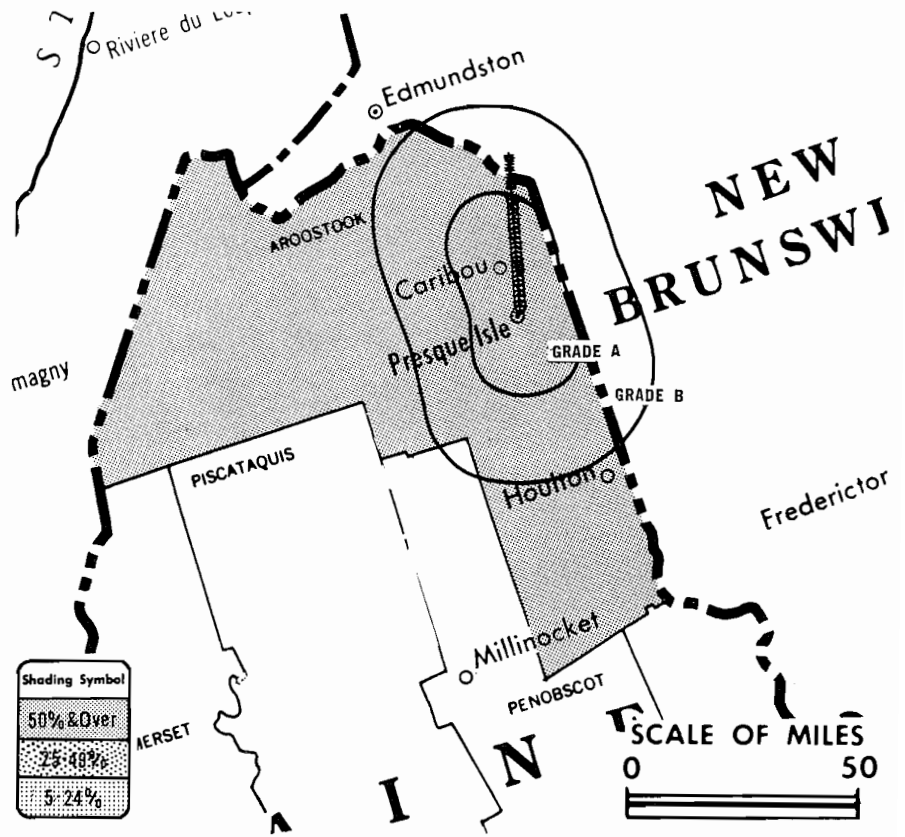 S T
Riviere du Loup
Edmundston
NEW
BRUNSWI
AROOSTOOK
Caribou
Presque Isle
GRADE A
GRADE B
magny
PISCATAQUIS
Houlton
Frederictor
Millinocket
PENOBSCOT
MERSET
A I N E
Shading Symbol
50% & Over
25-49%
5-24%
SCALE OF MILES
0 50